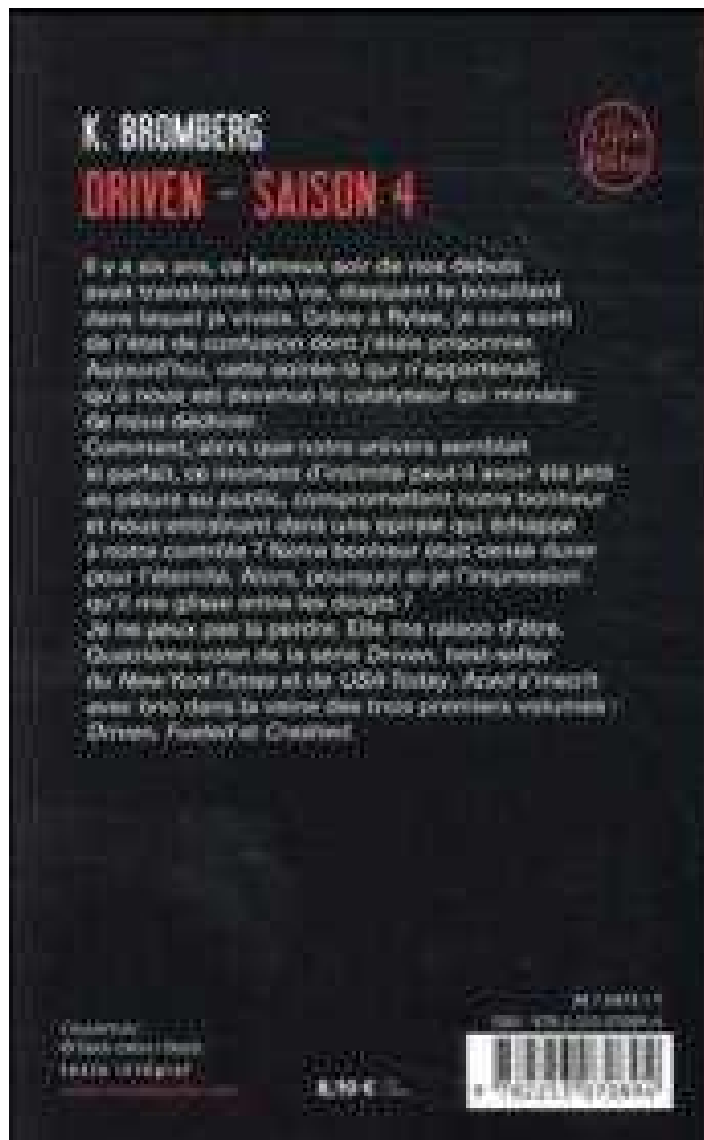 K. BROMBERG
DRIVEN - SAISON 4
Il y a six ans, ce fameux soir de nos débuts
avait transformé ma vie, dissipant le brouillard
dans lequel je vivais. Grâce à Rylee, je suis sorti
de l'état de confusion dont j'étais prisonnier.
Aujourd'hui, cette soirée-là qui n'appartenait
qu'à nous est devenue le catalyseur qui menace
de nous déchirer.
Comment, alors que notre univers semblait
si parfait, ce moment d'intimité peut-il avoir été jeté
en pâture au public, compromettant notre bonheur
et nous entraînant dans une spirale qui échappe
à notre contrôle ? Notre bonheur était censé durer
pour l'éternité. Alors, pourquoi ai-je l'impression
qu'il me glisse entre les doigts ?
Je ne peux pas la perdre. Elle ma raison d'être.
Quatrième volet de la série Driven, best-seller
du New York Times et de USA Today, Aced s'inscrit
avec brio dans la veine des trois premiers volumes :
Driven, Fueled et Crashed.
Couverture :
texte intégral
8,10 €